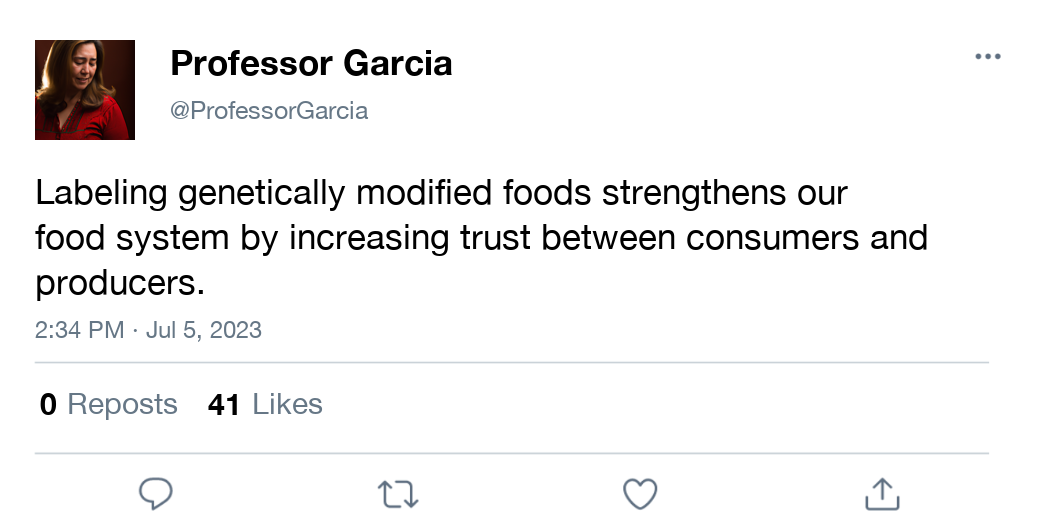 Professor Garcia
@ProfessorGarcia
Labeling genetically modified foods strengthens our
food system by increasing trust between consumers and
producers.
2:34 PM · Jul 5, 2023
0 Reposts 41 Likes